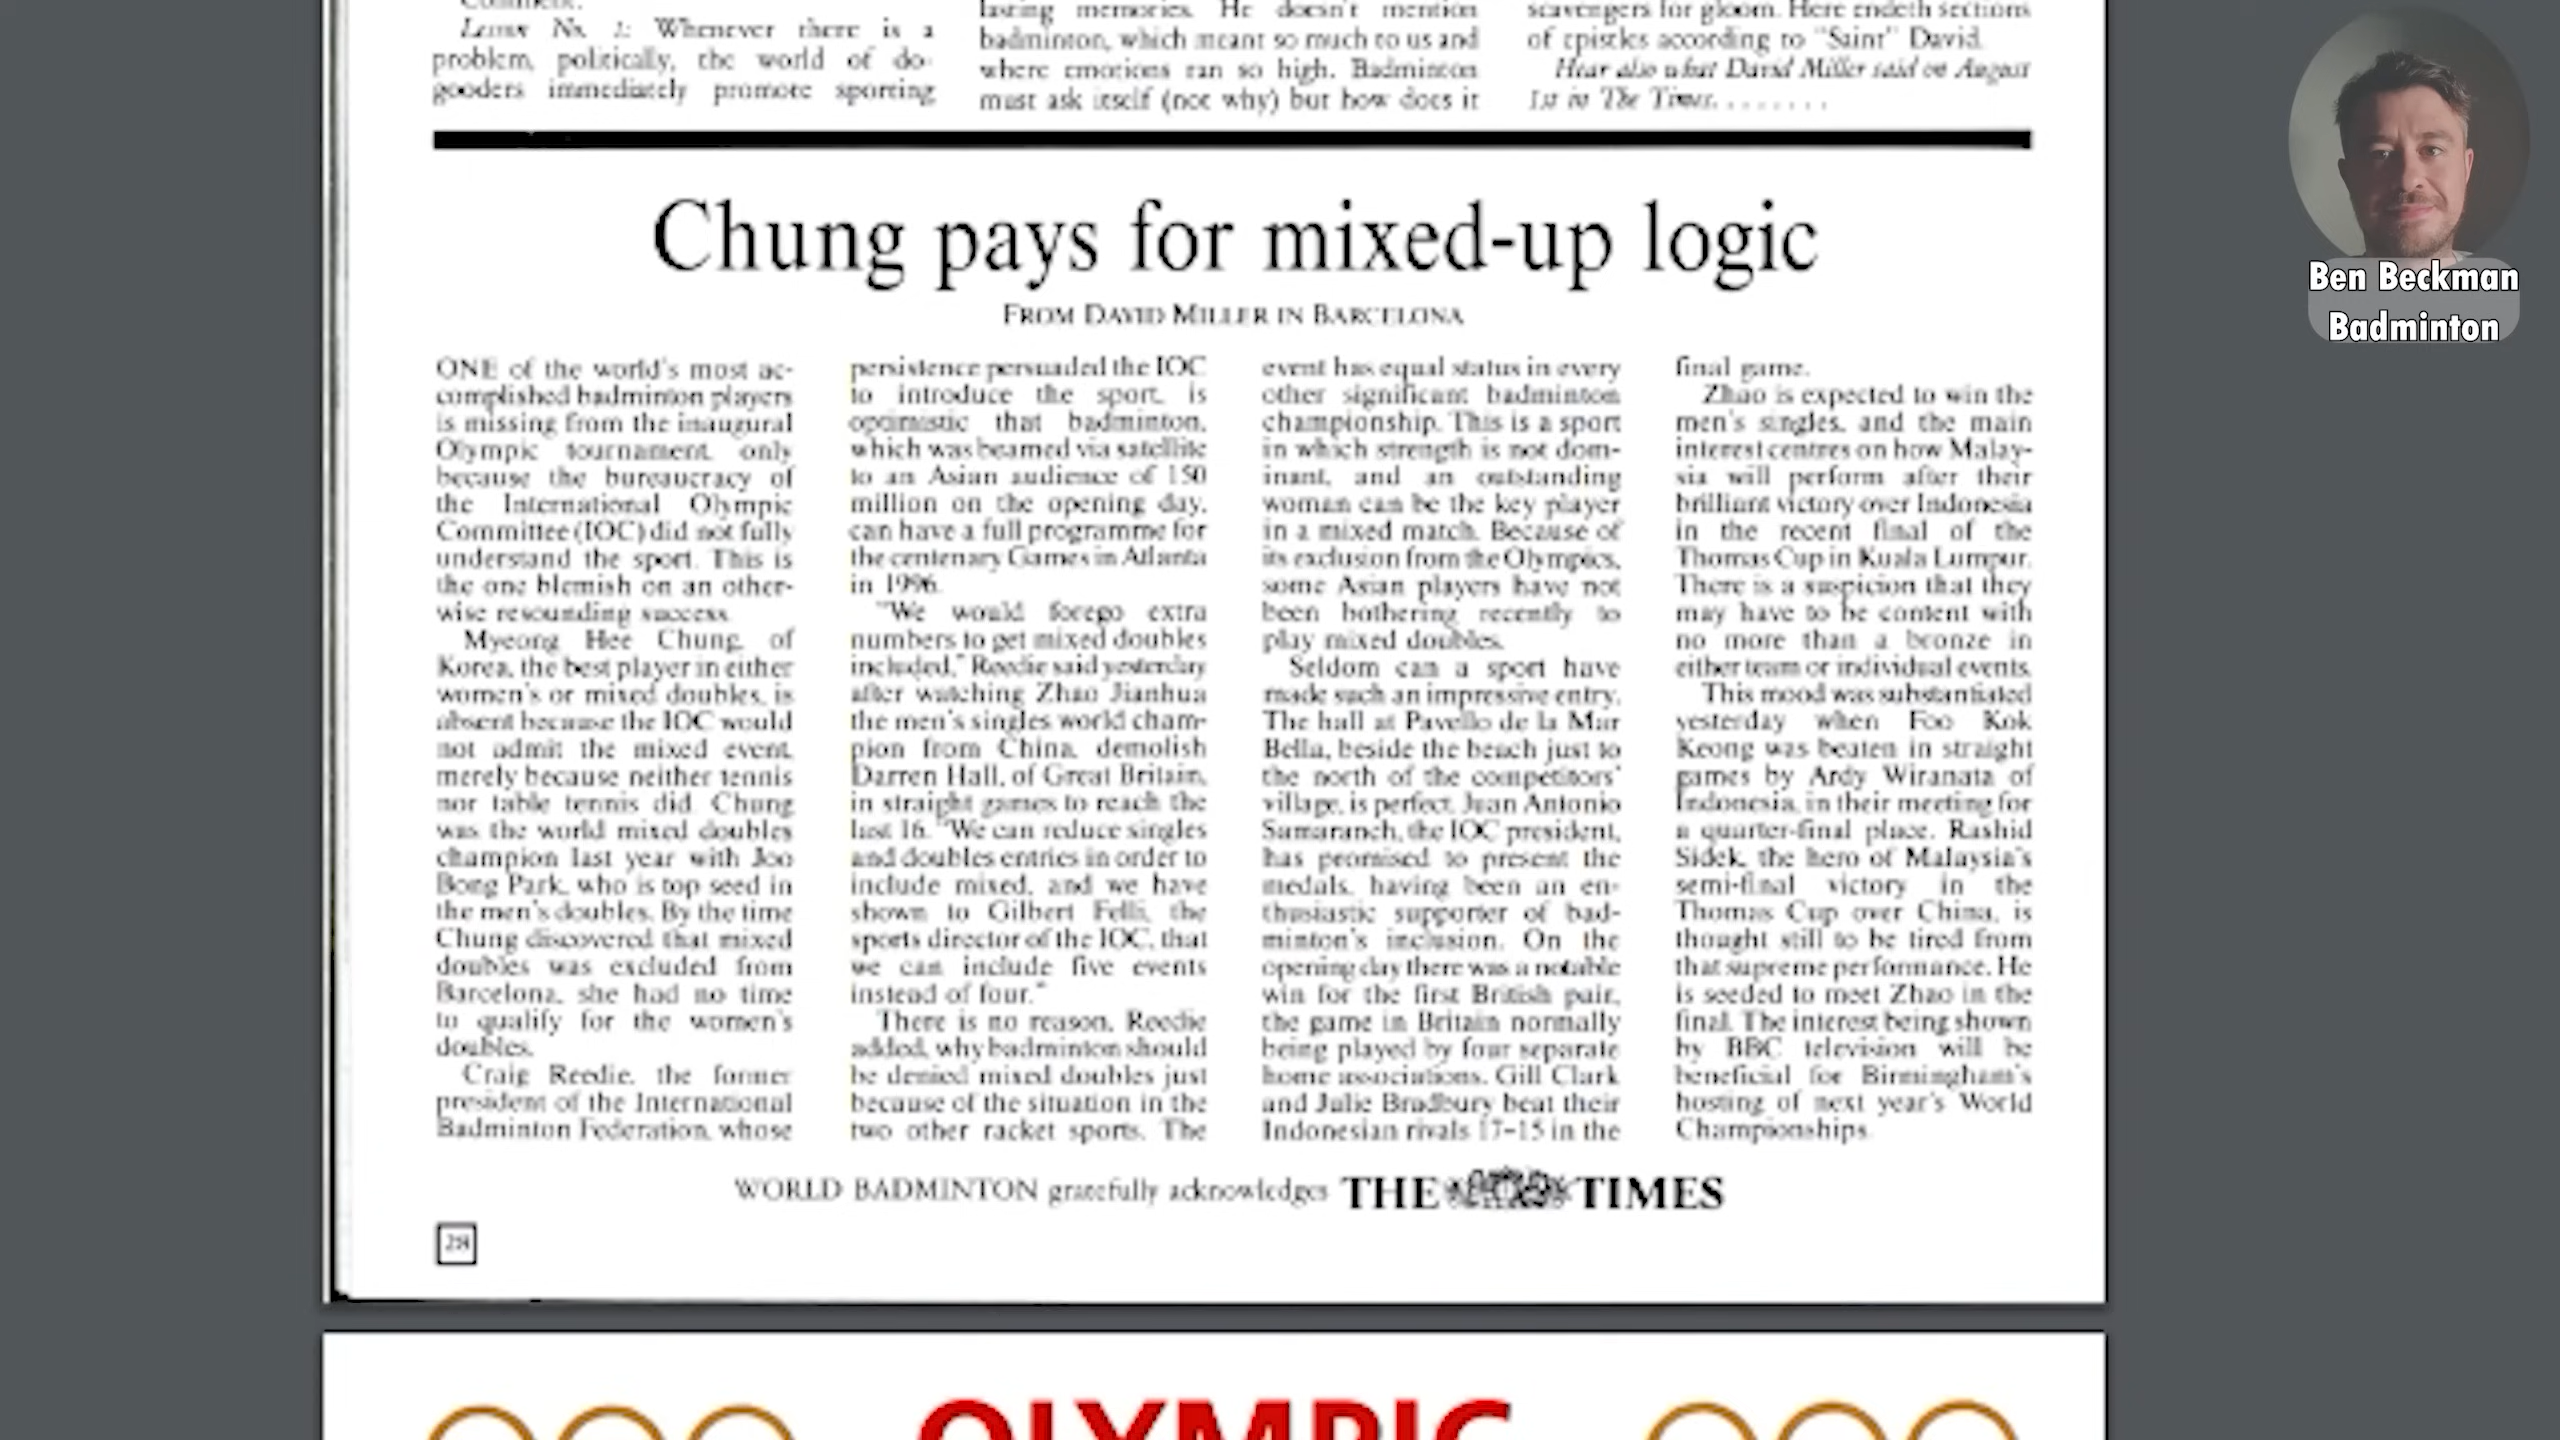 Comment.
Lesson No. 1: Whenever there is a
problem, politically, the world of do-
gooders immediately promote sporting
lasting memories. He doesn't mention
badminton, which meant so much to us and
where emotions ran so high. Badminton
must ask itself (not why) but how does it
scavengers for gloom. Here endeth sections
of epistles according to "Saint" David.
Hear also what David Miller said on August
1st in The Times........
Chung pays for mixed-up logic
FROM DAVID MILLER IN BARCELONA
ONE of the world's most ac-
complished badminton players
is missing from the inaugural
Olympic tournament, only
because the bureaucracy of
the International Olympic
Committee (IOC) did not fully
understand the sport. This is
the one blemish on an other-
wise resounding success.
Myeong Hee Chung, of
Korea, the best player in either
women's or mixed doubles, is
absent because the IOC would
not admit the mixed event,
merely because neither tennis
nor table tennis did. Chung
was the world mixed doubles
champion last year with Joo
Bong Park, who is top seed in
the men's doubles. By the time
Chung discovered that mixed
doubles was excluded from
Barcelona, she had no time
to qualify for the women's
doubles.
Craig Reedie, the former
president of the International
Badminton Federation, whose
persistence persuaded the IOC
to introduce the sport, is
optimistic that badminton,
which was beamed via satellite
to an Asian audience of 150
million on the opening day,
can have a full programme for
the centenary Games in Atlanta
in 1996.
"We would forego extra
numbers to get mixed doubles
included," Reedie said yesterday
after watching Zhao Jianhua
the men's singles world cham-
pion from China, demolish
Darren Hall, of Great Britain,
in straight games to reach the
last 16. "We can reduce singles
and doubles entries in order to
include mixed, and we have
shown to Gilbert Felli, the
sports director of the IOC, that
we can include five events
instead of four."
There is no reason, Reedie
added, why badminton should
be denied mixed doubles just
because of the situation in the
two other racket sports. The
event has equal status in every
other significant badminton
championship. This is a sport
in which strength is not dom-
inant, and an outstanding
woman can be the key player
in a mixed match. Because of
its exclusion from the Olympics,
some Asian players have not
been bothering recently to
play mixed doubles.
Seldom can a sport have
made such an impressive entry.
The hall at Pavello de la Mar
Bella, beside the beach just to
the north of the competitors'
village, is perfect. Juan Antonio
Samaranch, the IOC president,
has promised to present the
medals, having been an en-
thusiastic supporter of bad-
minton's inclusion. On the
opening day there was a notable
win for the first British pair,
the game in Britain normally
being played by four separate
home associations. Gill Clark
and Julie Bradbury beat their
Indonesian rivals 17-15 in the
final game.
Zhao is expected to win the
men's singles, and the main
interest centres on how Malay-
sia will perform after their
brilliant victory over Indonesia
in the recent final of the
Thomas Cup in Kuala Lumpur.
There is a suspicion that they
may have to be content with
no more than a bronze in
either team or individual events.
This mood was substantiated
yesterday when Foo Kok
Keong was beaten in straight
games by Ardy Wiranata of
Indonesia, in their meeting for
a quarter-final place. Rashid
Sidek, the hero of Malaysia's
semi-final victory in the
Thomas Cup over China, is
thought still to be tired from
that supreme performance. He
is seeded to meet Zhao in the
final. The interest being shown
by BBC television will be
beneficial for Birmingham's
hosting of next year's World
Championships.
WORLD BADMINTON gratefully acknowledges THE TIMES
OLYMPIC
Ben Beckman
Badminton